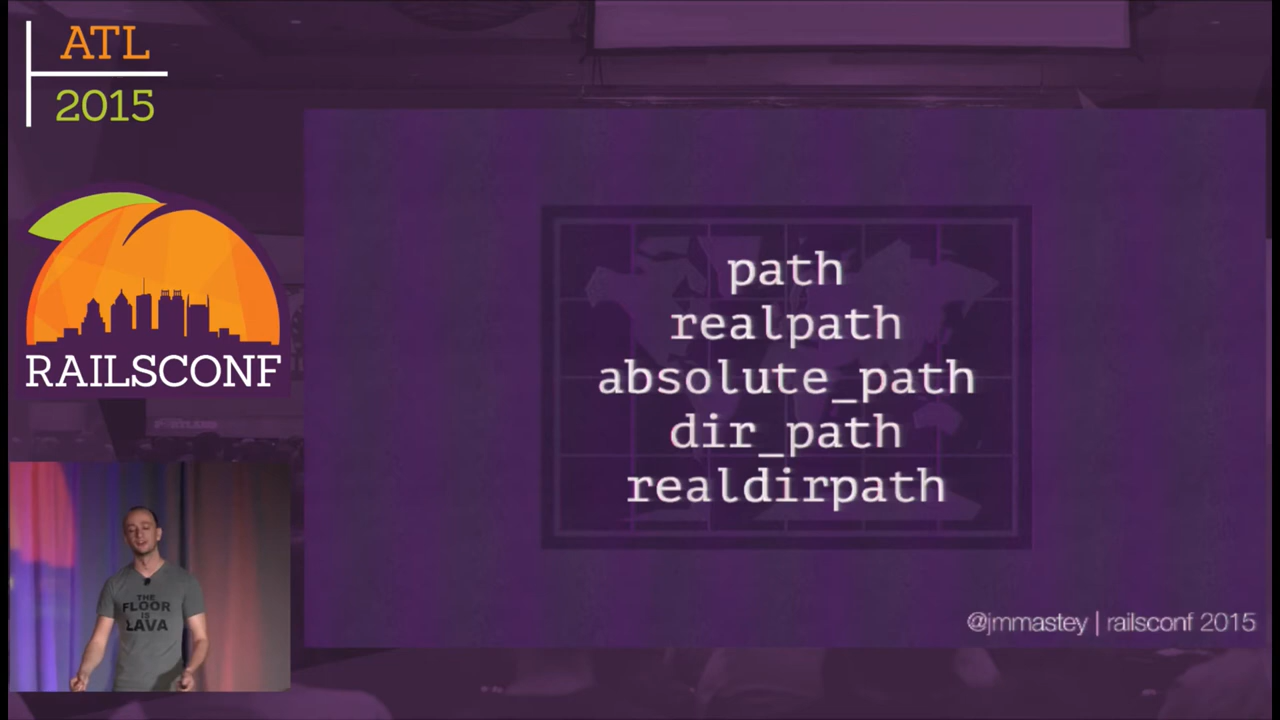 ATL
2015
RAILSCONF
path
realpath
absolute_path
dir_path
realdirpath
@jmmastey | railsconf 2015
THE
FLOOR
IS
LAVA